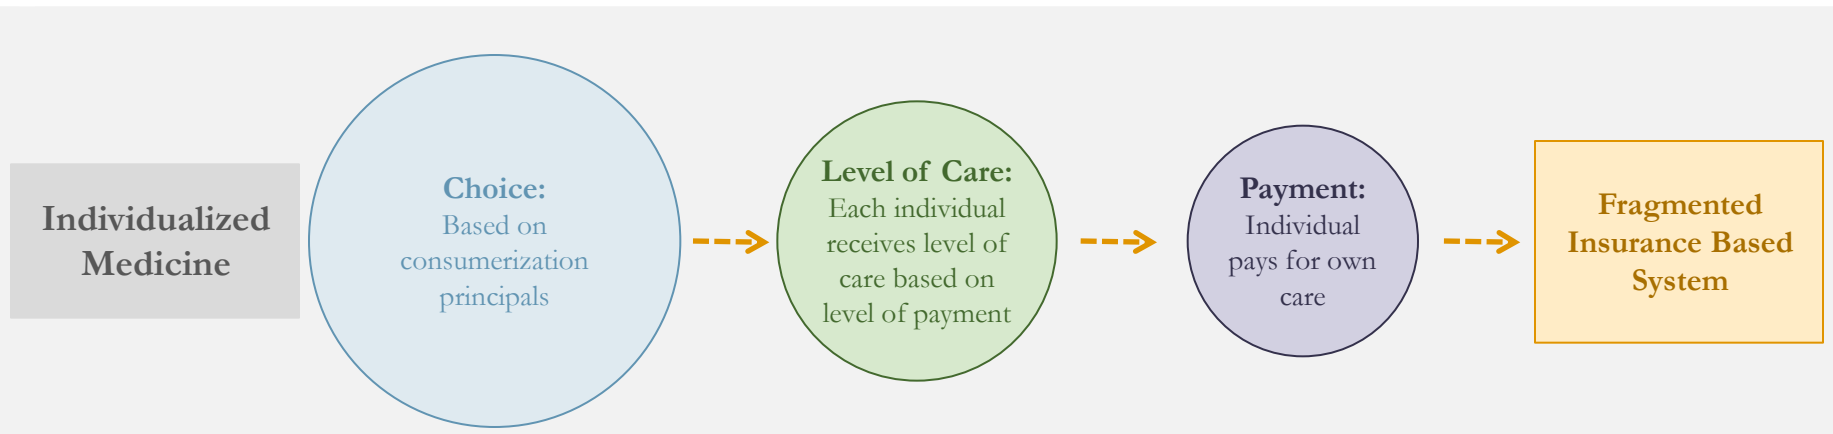 Individualized
Medicine
Choice:
Based on
consumerization
principals
Level of Care:
Each individual
receives level of
care based on
level of payment
Payment:
Individual
pays for own
care
Fragmented
Insurance Based
System